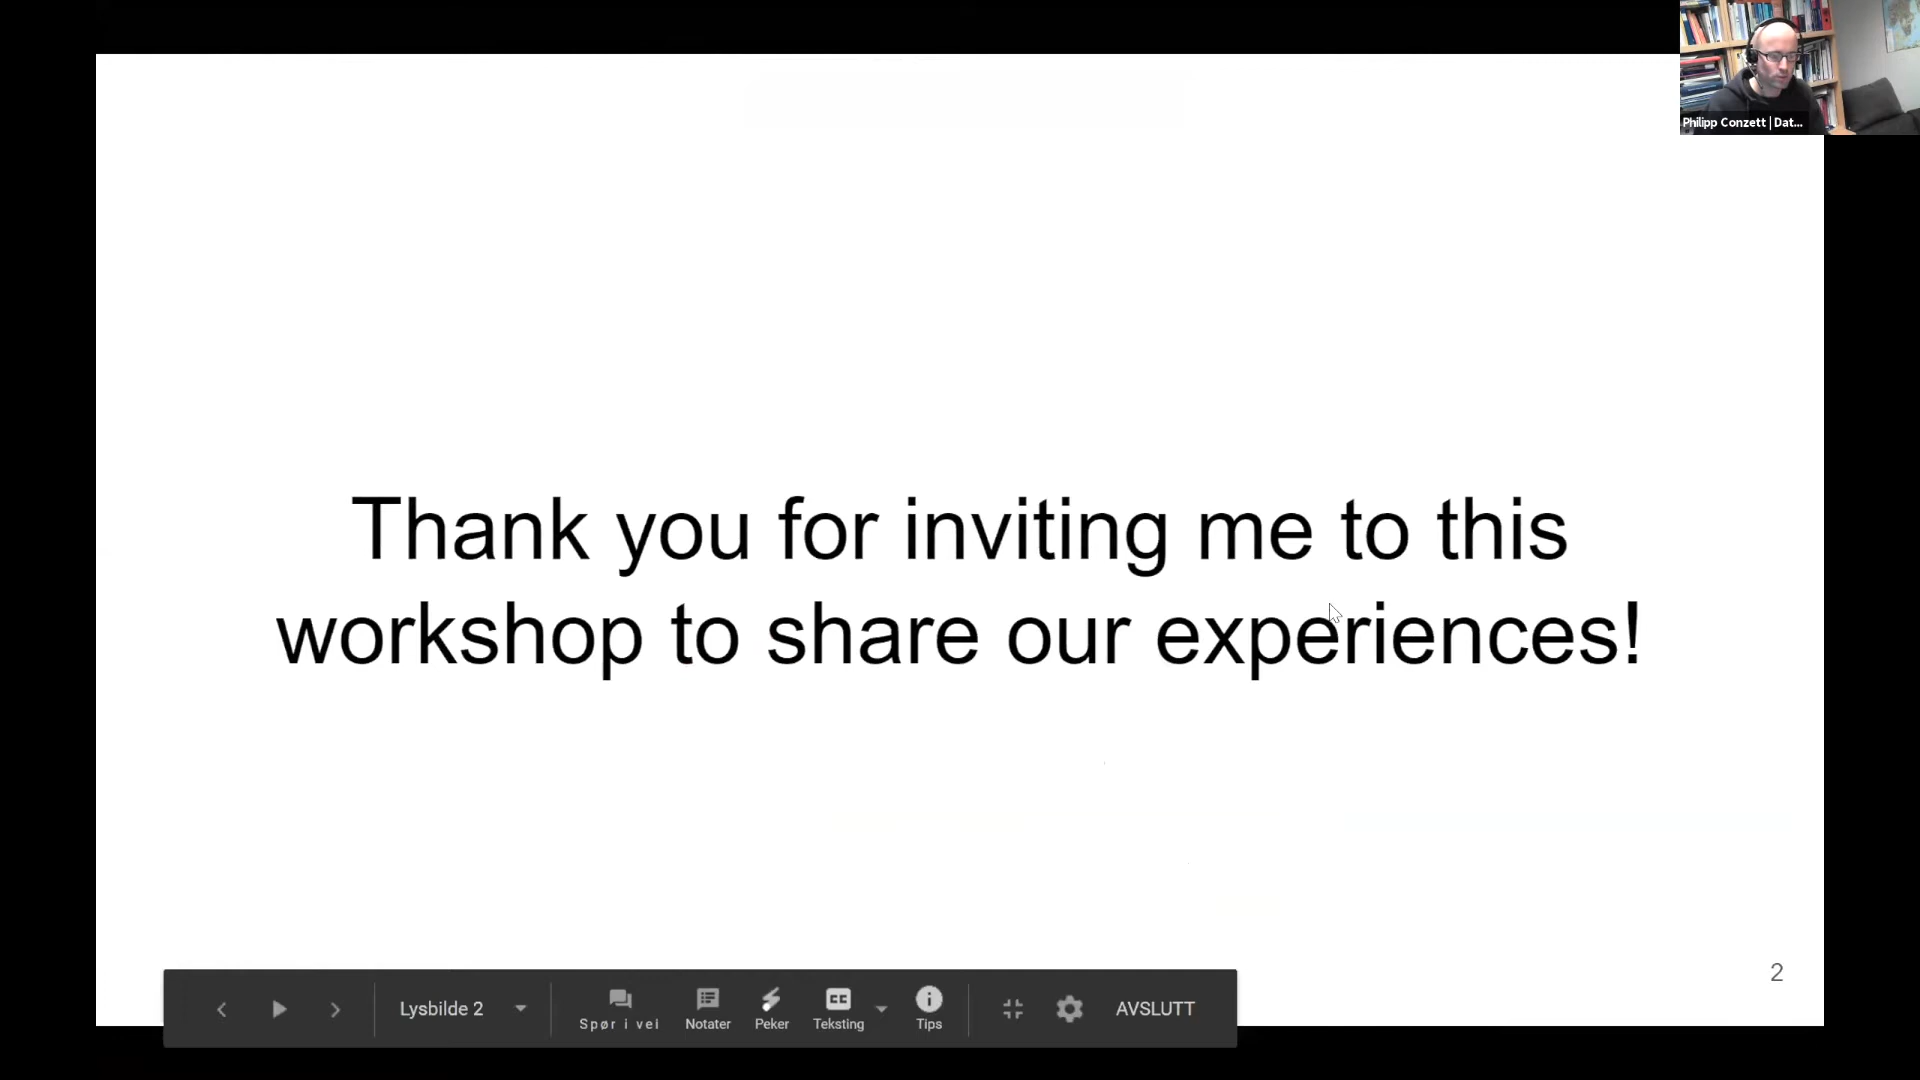 Philipp Conzett | Dat...
Thank you for inviting me to this
workshop to share our experiences!
2
Lysbilde 2
Spør i vei
Notater
Peker
CC
Teksting
Tips
AVSLUTT